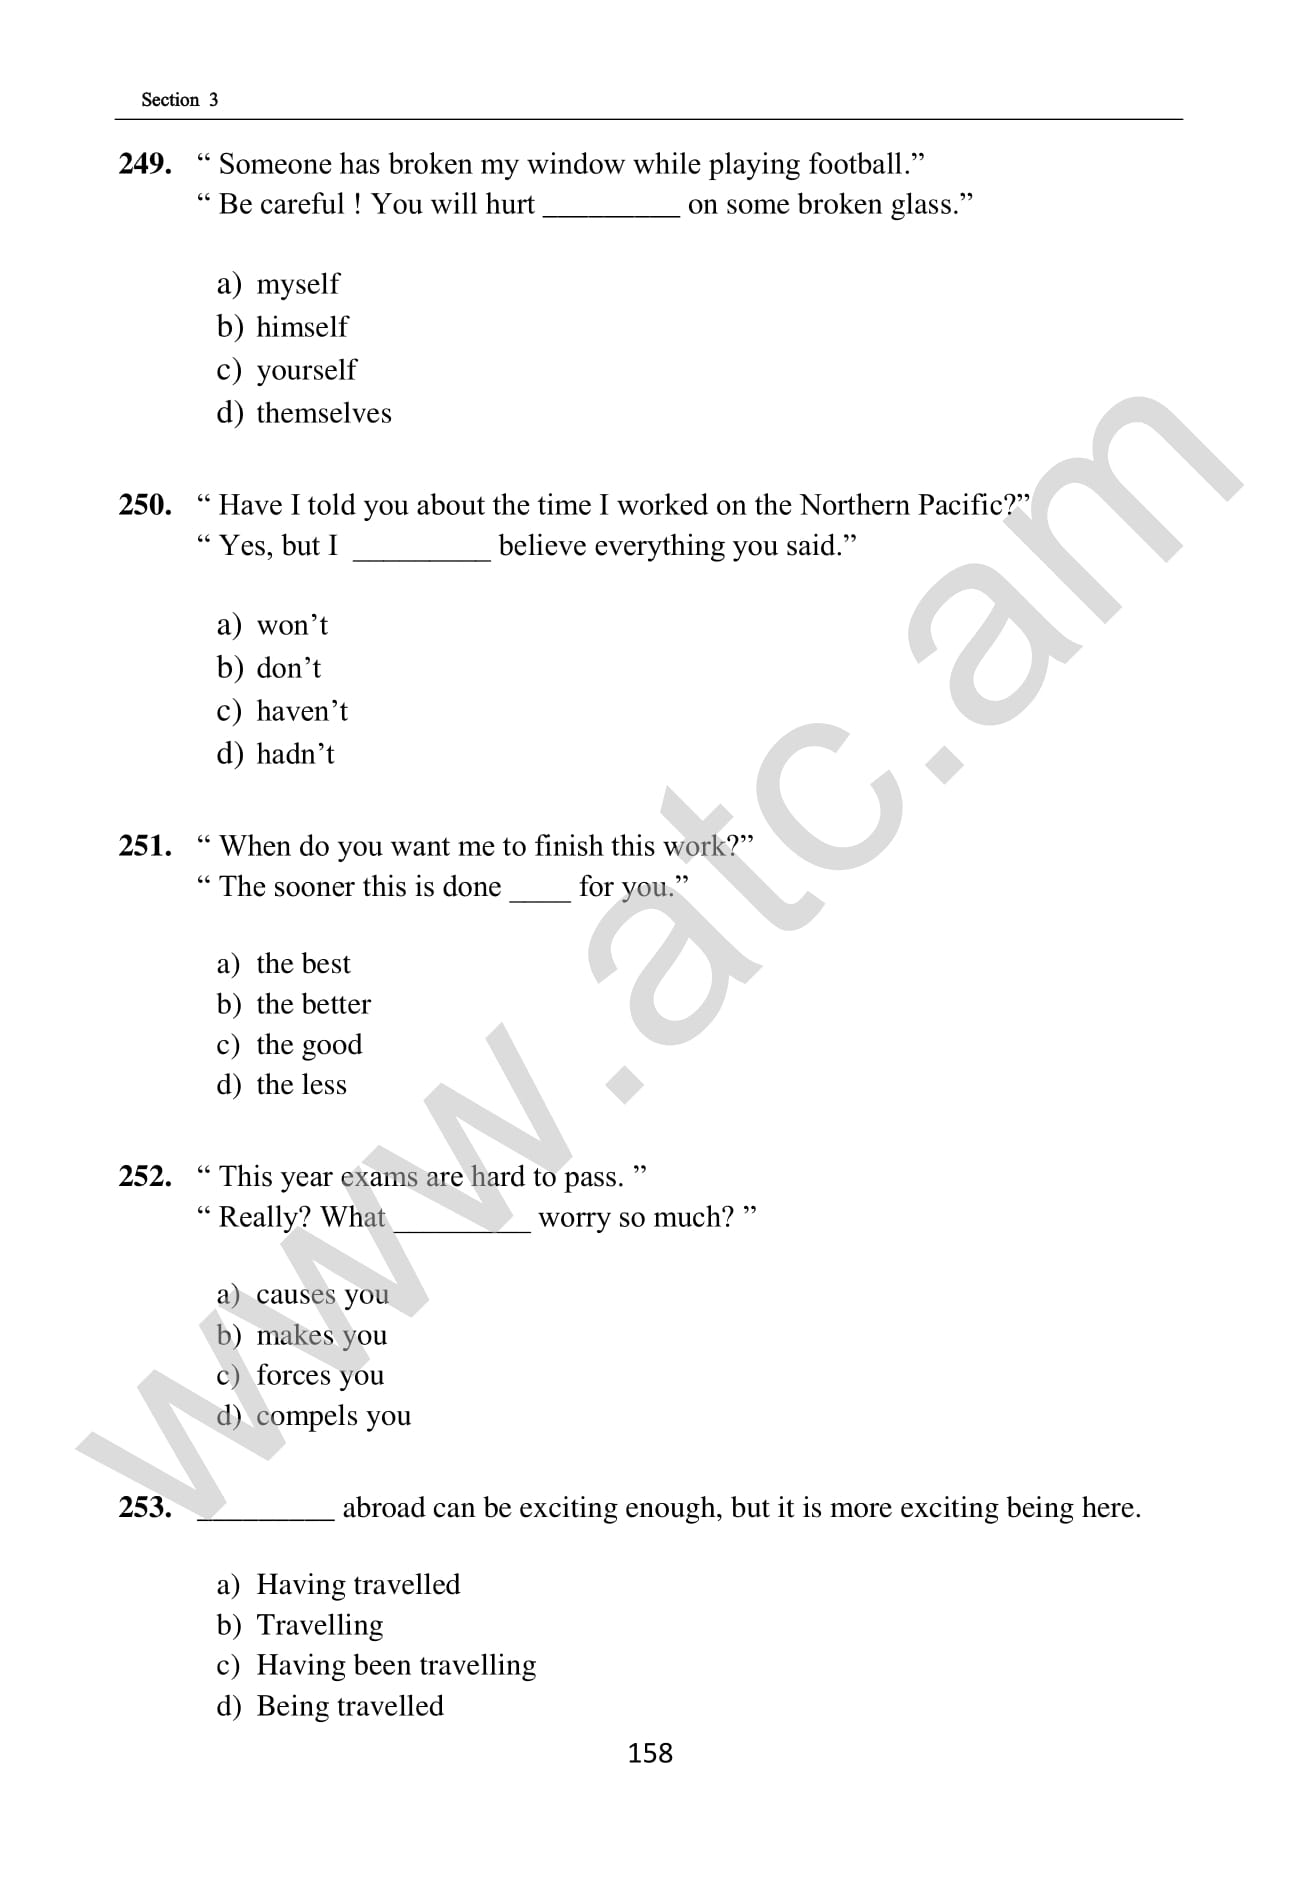 Section 3
249. “ Someone has broken my window while playing football.”
“ Be careful ! You will hurt _________ on some broken glass.”
a) myself
b) himself
c) yourself
d) themselves
250. “ Have I told you about the time I worked on the Northern Pacific?”
“ Yes, but I _________ believe everything you said.”
a) won’t
b) don’t
c) haven’t
d) hadn’t
251. “ When do you want me to finish this work?”
“ The sooner this is done ____ for you.”
a) the best
b) the better
c) the good
d) the less
252. “ This year exams are hard to pass. ”
“ Really? What _________ worry so much? ”
a) causes you
b) makes you
c) forces you
d) compels you
253. _________ abroad can be exciting enough, but it is more exciting being here.
a) Having travelled
b) Travelling
c) Having been travelling
d) Being travelled
158
www.atc.am